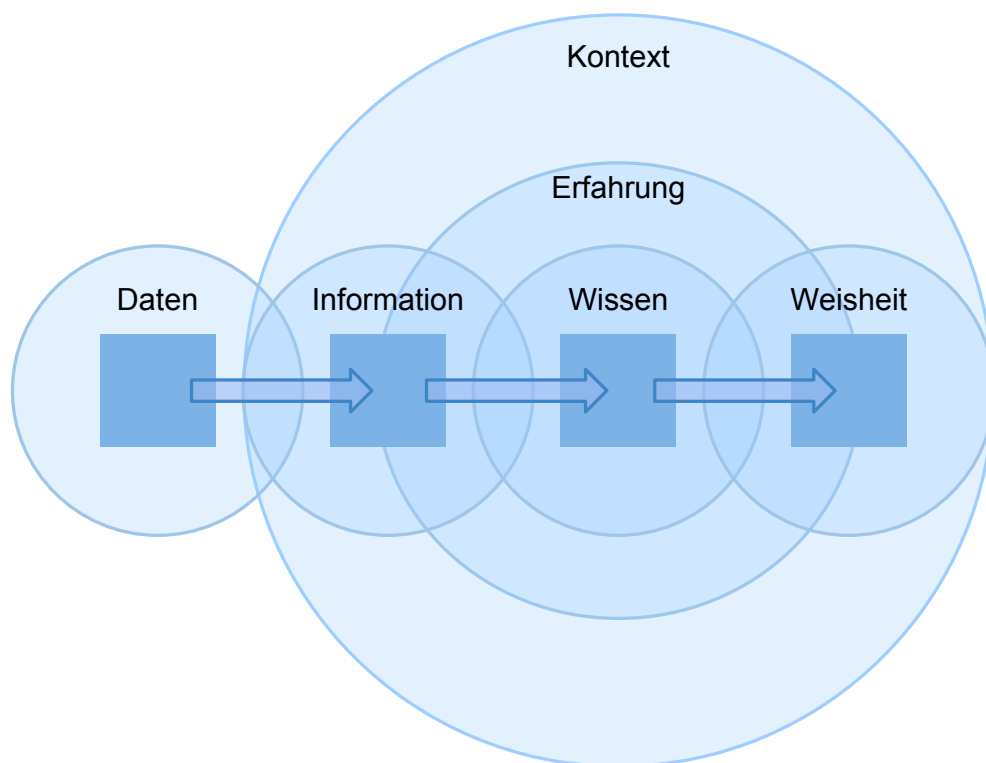 Kontext
Erfahrung
Daten
Information
Wissen
Weisheit